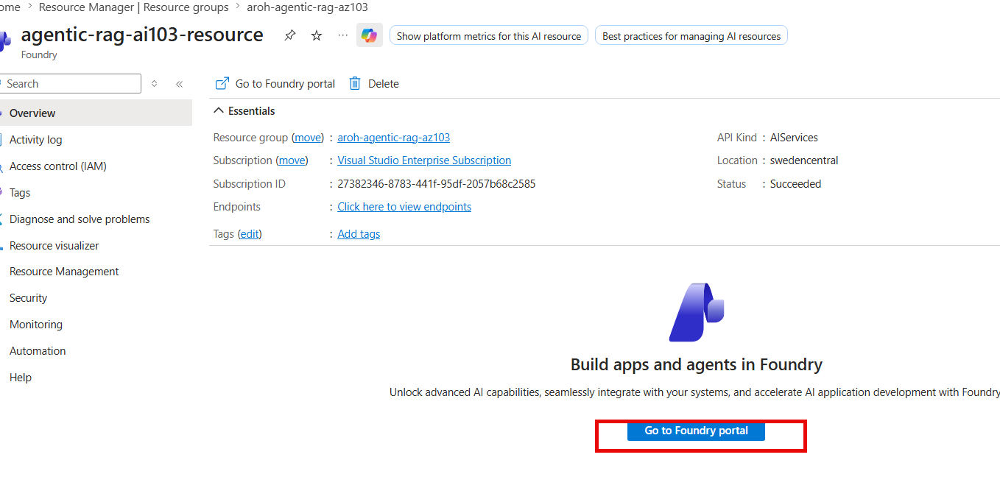 ome > Resource Manager | Resource groups > aroh-agentic-rag-az103
agentic-rag-ai103-resource
Show platform metrics for this AI resource
Best practices for managing AI resources
Foundry
Search
Go to Foundry portal
Delete
Overview
Activity log
Access control (IAM)
Tags
Diagnose and solve problems
Resource visualizer
Resource Management
Security
Monitoring
Automation
Help
Essentials
Resource group (move) : aroh-agentic-rag-az103
Subscription (move) : Visual Studio Enterprise Subscription
Subscription ID : 27382346-8783-441f-95df-2057b68c2585
Endpoints : Click here to view endpoints
Tags (edit) : Add tags
API Kind : AIServices
Location : swedencentral
Status : Succeeded
Build apps and agents in Foundry
Unlock advanced AI capabilities, seamlessly integrate with your systems, and accelerate AI application development with Foundry
Go to Foundry portal